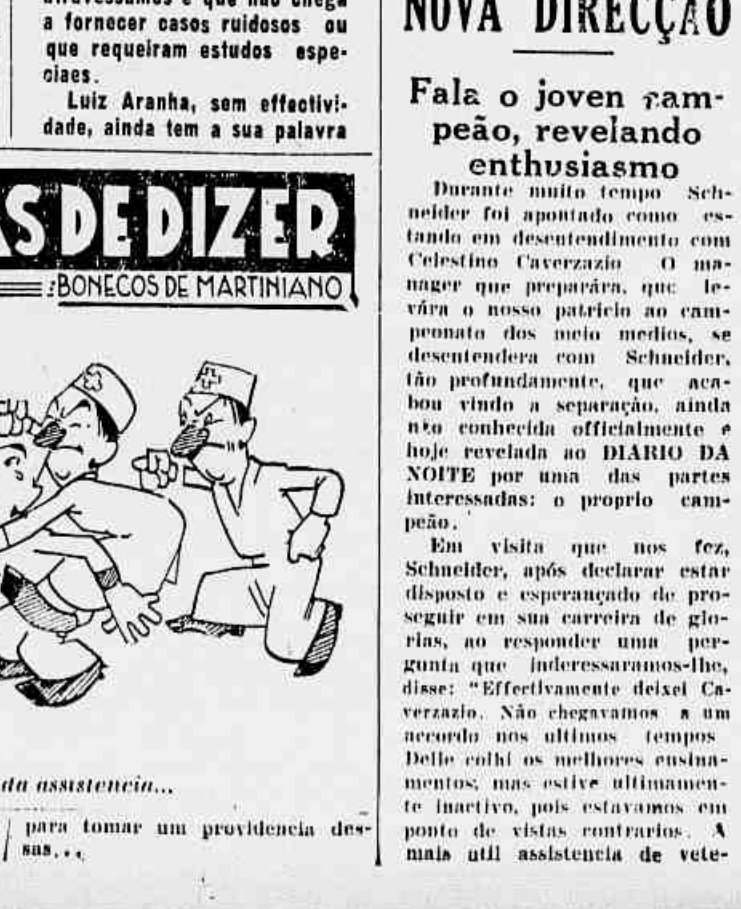 a fornecer casos ruidosos ou
que requeiram estudos espe-
ciaes.
Luiz Aranha, sem effectivi-
dade, ainda tem a sua palavra
AS DE DIZER
BONECOS DE MARTINIANO
da assistencia...
para tomar um providencia des-
sas...
NOVA DIRECÇÃO
Fala o joven cam-
peão, revelando
enthusiasmo
Durante muito tempo Sch-
neider foi apontado como es-
tando em desentendimento com
Celestino Caverzazio O ma-
nager que preparára, que le-
vára o nosso patricio ao cam-
peonato dos meio medios, se
desentendera com Schneider,
tão profundamente, que aca-
bou vindo a separação, ainda
não conhecida officialmente e
hoje revelada ao DIARIO DA
NOITE por uma das partes
interessadas: o proprio cam-
peão.
Em visita que nos fez,
Schneider, após declarar estar
disposto e esperançado de pro-
seguir em sua carreira de glo-
rias, ao responder uma per-
gunta que inderessaramos-lhe,
disse: "Effectivamente deixei Ca-
verzazio. Não chegavamos a um
accordo nos ultimos tempos
Delle colhi os melhores ensina-
mentos; mas estive ultimamen-
te inactivo, pois estavamos em
ponto de vistas contrarios. A
mais util assistencia de vete-